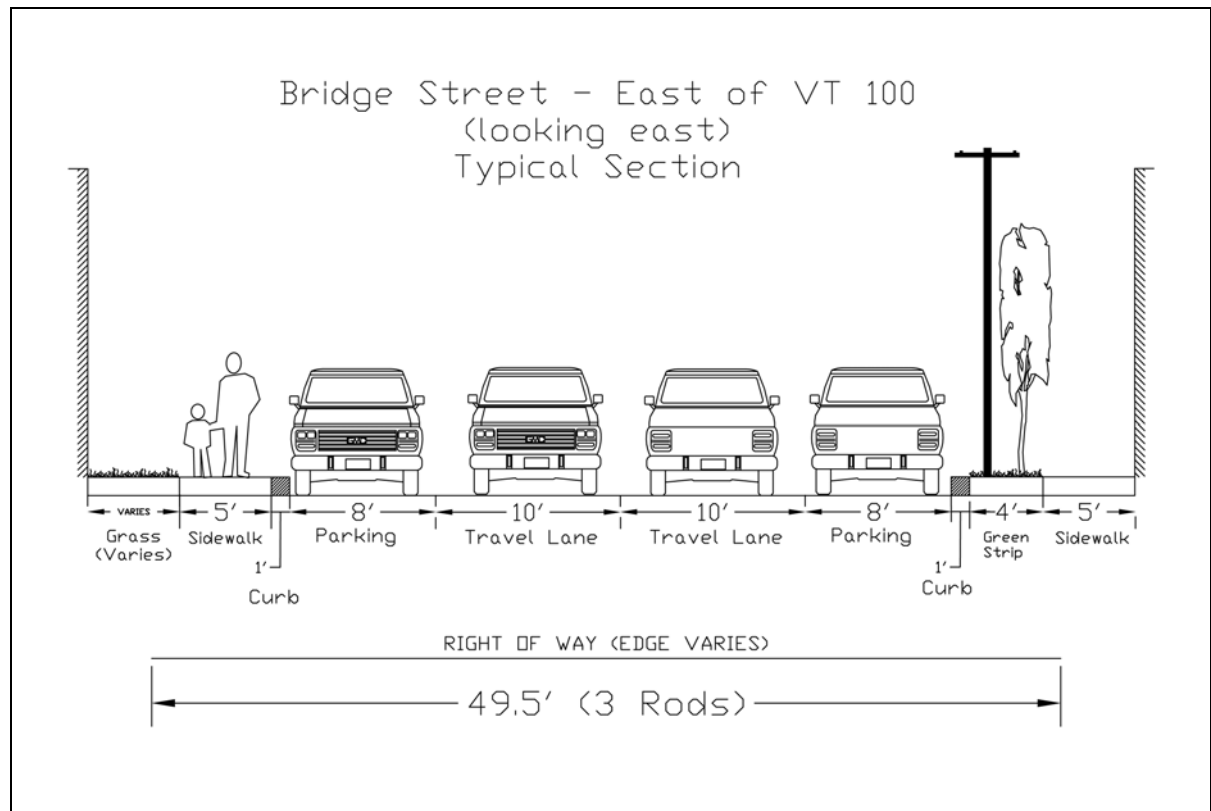 Bridge Street - East of VT 100
(looking east)
Typical Section
GMC GMC
VARIES 5' 8' 10' 10' 8' 4' 5'
Grass Sidewalk Parking Travel Lane Travel Lane Parking Green Sidewalk
(Varies) Strip
1' 1'
Curb Curb
RIGHT OF WAY (EDGE VARIES)
49.5' (3 Rods)